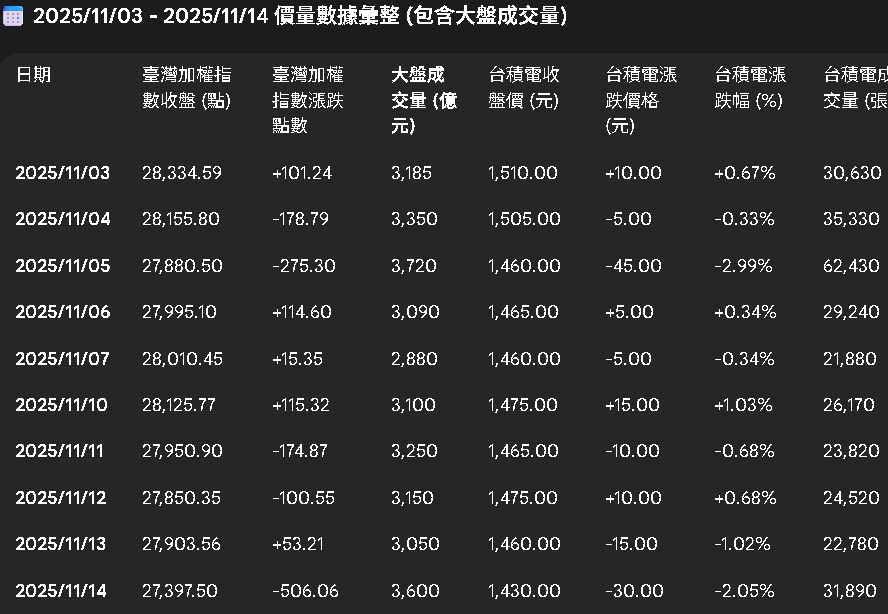 2025/11/03 - 2025/11/14 價量數據彙整 (包含大盤成交量)
日期 臺灣加權指 臺灣加權 大盤成 台積電收 台積電漲 台積電漲 台積電成
數收盤 (點) 指數漲跌 交量 (億 盤價 (元) 跌價格 跌幅 (%) 交量 (張
點數 元) (元)
2025/11/03 28,334.59 +101.24 3,185 1,510.00 +10.00 +0.67% 30,630
2025/11/04 28,155.80 -178.79 3,350 1,505.00 -5.00 -0.33% 35,330
2025/11/05 27,880.50 -275.30 3,720 1,460.00 -45.00 -2.99% 62,430
2025/11/06 27,995.10 +114.60 3,090 1,465.00 +5.00 +0.34% 29,240
2025/11/07 28,010.45 +15.35 2,880 1,460.00 -5.00 -0.34% 21,880
2025/11/10 28,125.77 +115.32 3,100 1,475.00 +15.00 +1.03% 26,170
2025/11/11 27,950.90 -174.87 3,250 1,465.00 -10.00 -0.68% 23,820
2025/11/12 27,850.35 -100.55 3,150 1,475.00 +10.00 +0.68% 24,520
2025/11/13 27,903.56 +53.21 3,050 1,460.00 -15.00 -1.02% 22,780
2025/11/14 27,397.50 -506.06 3,600 1,430.00 -30.00 -2.05% 31,890